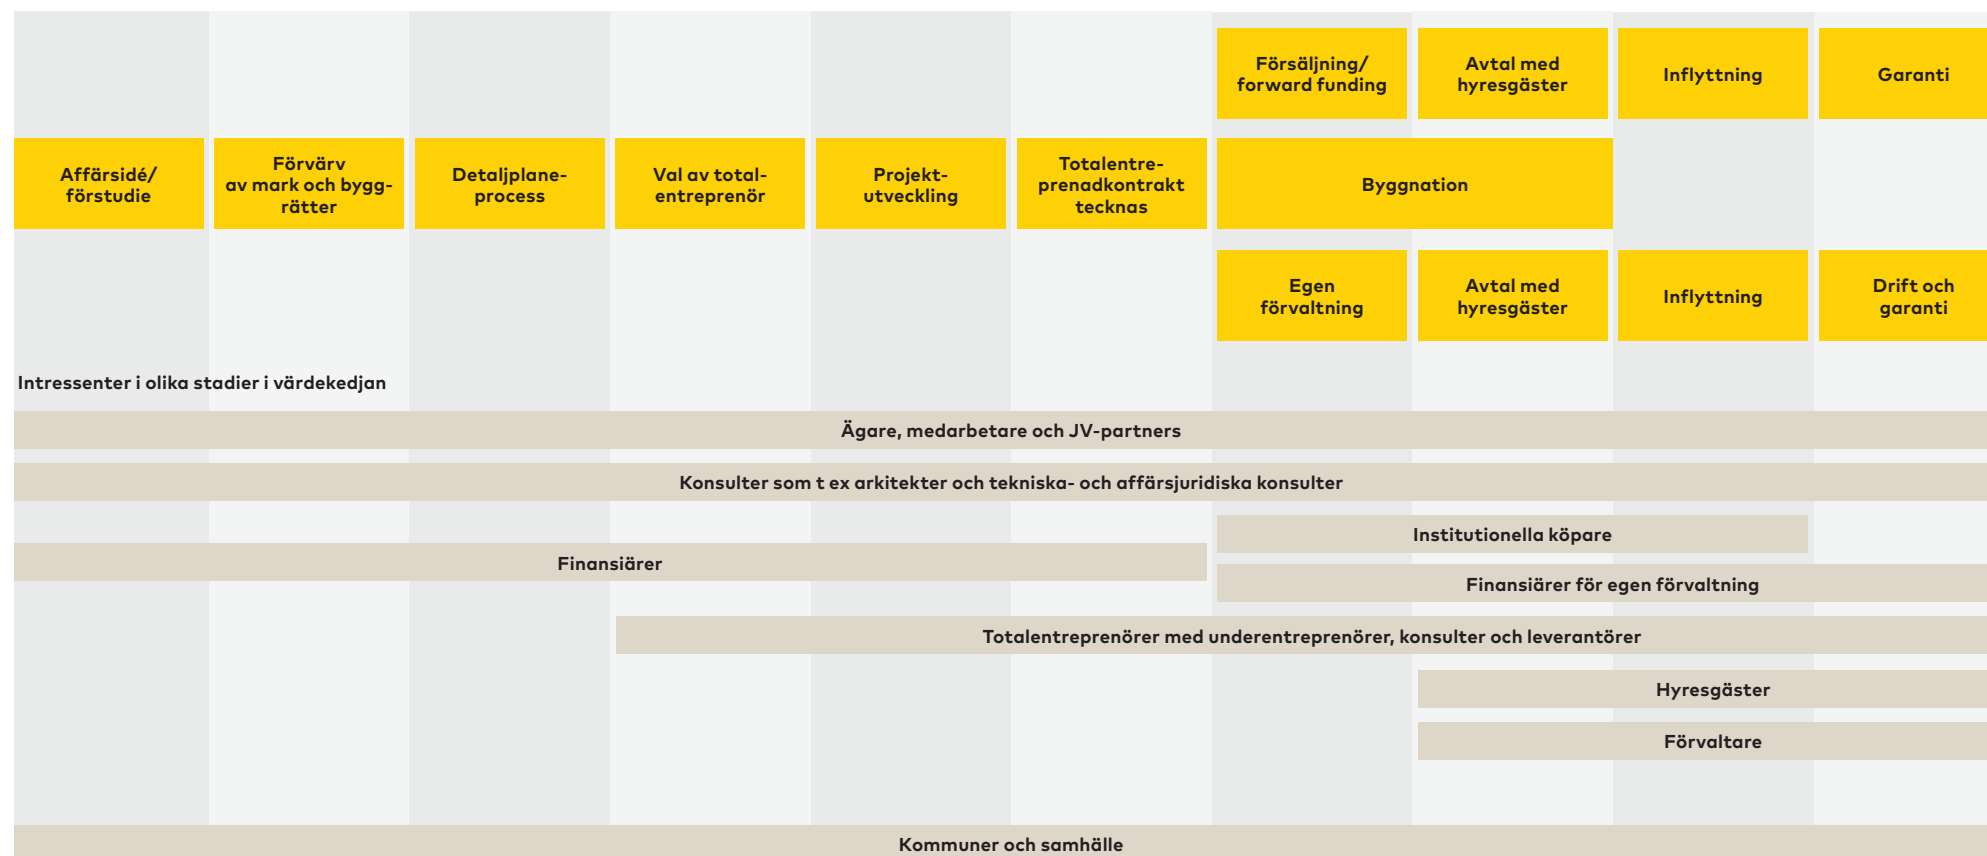 Försäljning/
forward funding
Avtal med
hyresgäster
Inflyttning
Garanti
Affärsidé/
förstudie
Förvärv
av mark och bygg-
rätter
Detaljplane-
process
Val av total-
entreprenör
Projekt-
utveckling
Totalentre-
prenadkontrakt
tecknas
Byggnation
Egen
förvaltning
Avtal med
hyresgäster
Inflyttning
Drift och
garanti
Intressenter i olika stadier i värdekedjan
Ägare, medarbetare och JV-partners
Konsulter som t ex arkitekter och tekniska- och affärsjuridiska konsulter
Institutionella köpare
Finansiärer
Finansiärer för egen förvaltning
Totalentreprenörer med underentreprenörer, konsulter och leverantörer
Hyresgäster
Förvaltare
Kommuner och samhälle